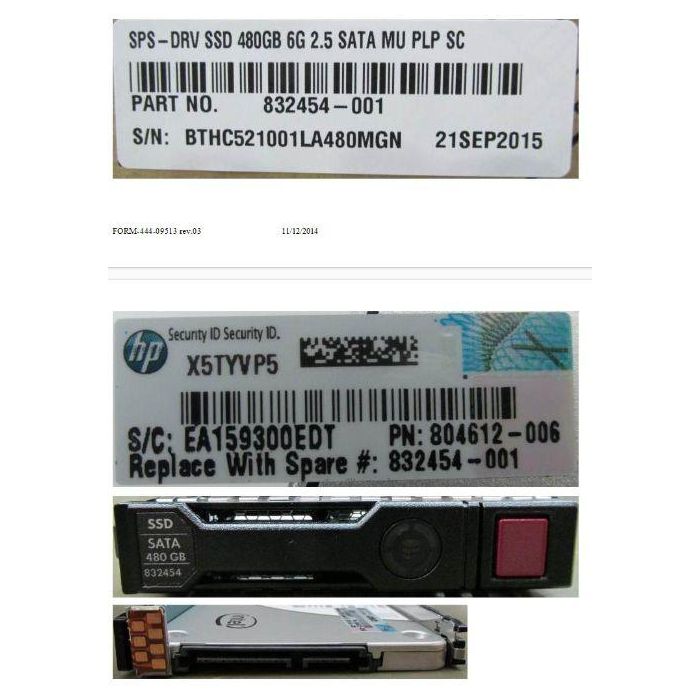 SPS-DRV SSD 480GB 6G 2.5 SATA MU PLP SC
PART NO. 832454-001
S/N: BTHC521001LA480MGN 21SEP2015
FORM-444-09513 rev.03 11/12/2014
hp Security ID Security ID.
X5TYVP5
S/C: EA159300EDT PN: 804612-006
Replace With Spare #: 832454-001
SSD
SATA
480 GB
832454
intel